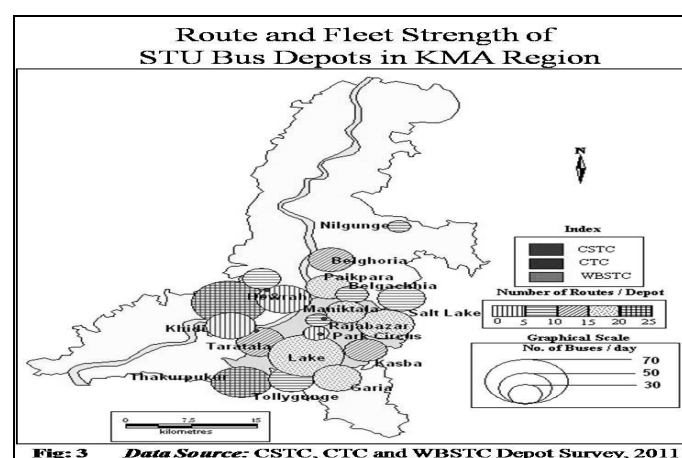 Route and Fleet Strength of
STU Bus Depots in KMA Region
N
Nilgunge
Index
CSTC
CTC
WBSTC
Belghoria
Paikpara
Belgachhia
Number of Routes / Depot
0 5 10 15 20 25
Howrah
Maniktala
Salt Lake
Rajabazar
Park Circus
Taratala
Graphical Scale
No. of Buses / day
70
50
30
Lake
Kasba
Thakurpukur
Garia
Tollygunge
0 7.5 15
kilometres
Fig: 3 Data Source: CSTC, CTC and WBSTC Depot Survey, 2011